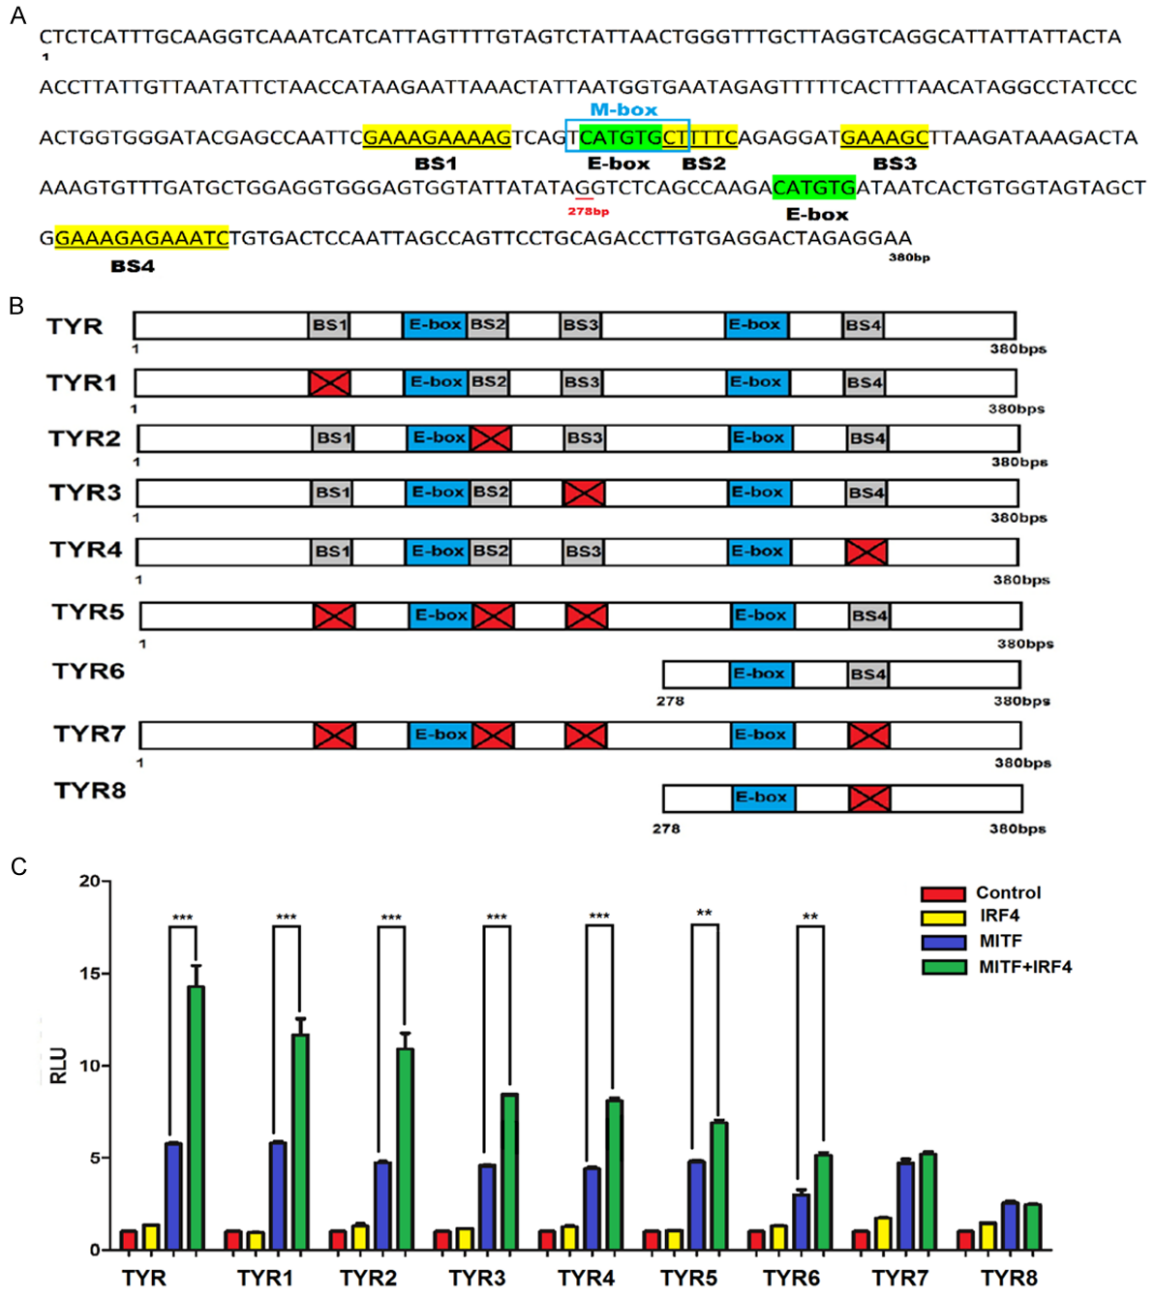 A
CTCTCATTTGCAAGGTCAAATCATCATTAGTTTTGTAGTCTATTAACTGGGTTTGCTTAGGTCAGGCATTATTATTACTA
1
ACCTTATTGTTAATATTCTAACCATAAGAATTAAACTATTAATGGTGAATAGAGTTTTTCACTTTAACATAGGCCTATCCC
M-box
ACTGGTGGGATACGAGCCAATTCGAAAGAAAAGTCAGTCATGTGCTTTTCAGAGGATGAAAGCTTAAGATAAAGACTA
BS1 E-box BS2 BS3
AAAGTGTTTGATGCTGGAGGTGGGAGTGGTATTATATAGGTCTCAGCCAAGACATGTGATAATCACTGTGGTAGTAGCT
278bp E-box
GGAAAGAGAAATCTGTGACTCCAATTAGCCAGTTCCTGCAGACCTTGTGAGGACTAGAGGAA
BS4 380bp
B
TYR BS1 E-box BS2 BS3 E-box BS4
1 380bps
TYR1 E-box BS2 BS3 E-box BS4
1 380bps
TYR2 BS1 E-box BS3 E-box BS4
1 380bps
TYR3 BS1 E-box BS2 E-box BS4
1 380bps
TYR4 BS1 E-box BS2 BS3 E-box
1 380bps
TYR5 E-box E-box BS4
1 380bps
TYR6 E-box BS4
278 380bps
TYR7 E-box E-box
1 380bps
TYR8 E-box
278 380bps
C
20
15
10
5
0
RLU
*** *** *** *** *** ** **
Control
IRF4
MITF
MITF+IRF4
TYR TYR1 TYR2 TYR3 TYR4 TYR5 TYR6 TYR7 TYR8